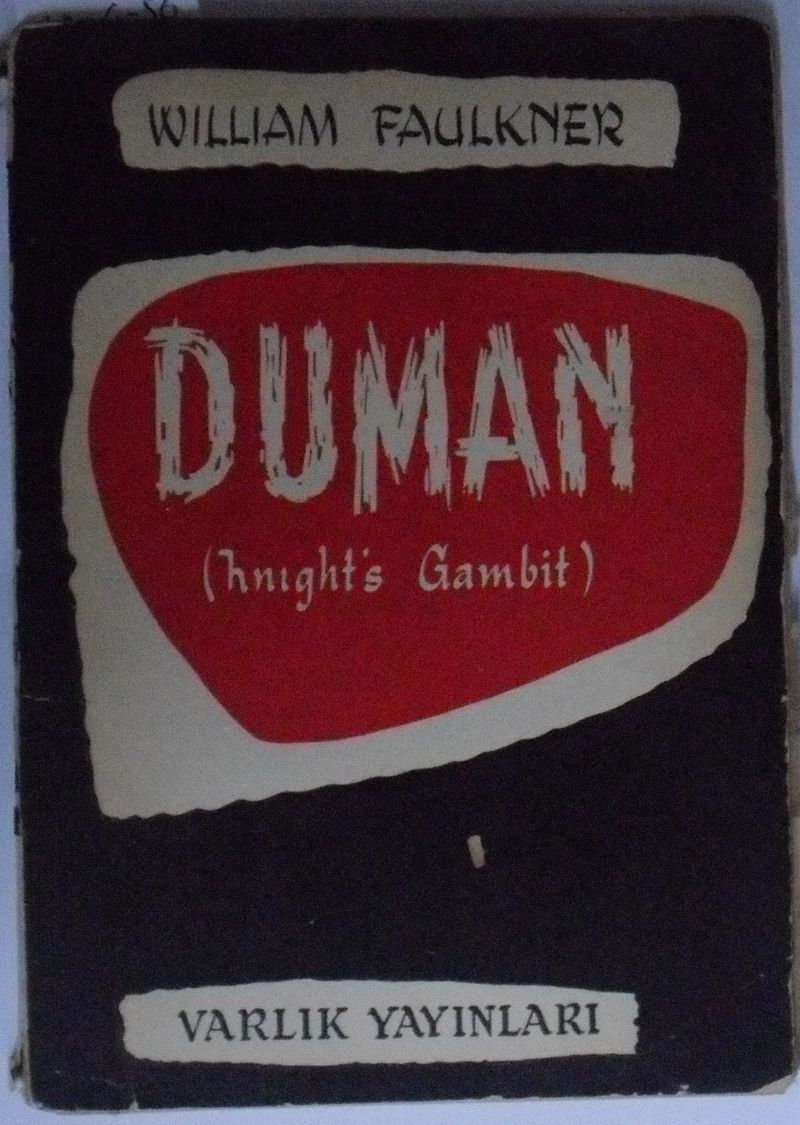 WILLIAM FAULKNER
DUMAN
(Knight's Gambit)
VARLIK YAYINLARI